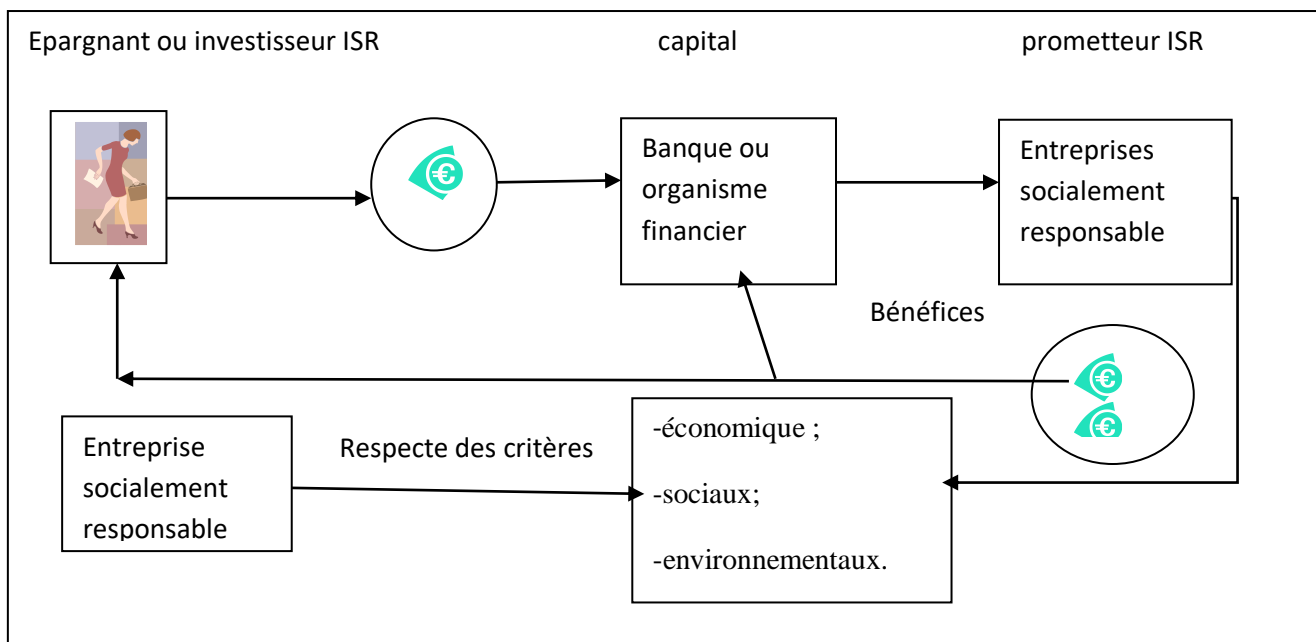 Epargnant ou investisseur ISR
capital
prometteur ISR
€
Banque ou
organisme
financier
Entreprises
socialement
responsable
Bénéfices
€
€
Entreprise
socialement
responsable
Respecte des critères
-économique ;
-sociaux;
-environnementaux.